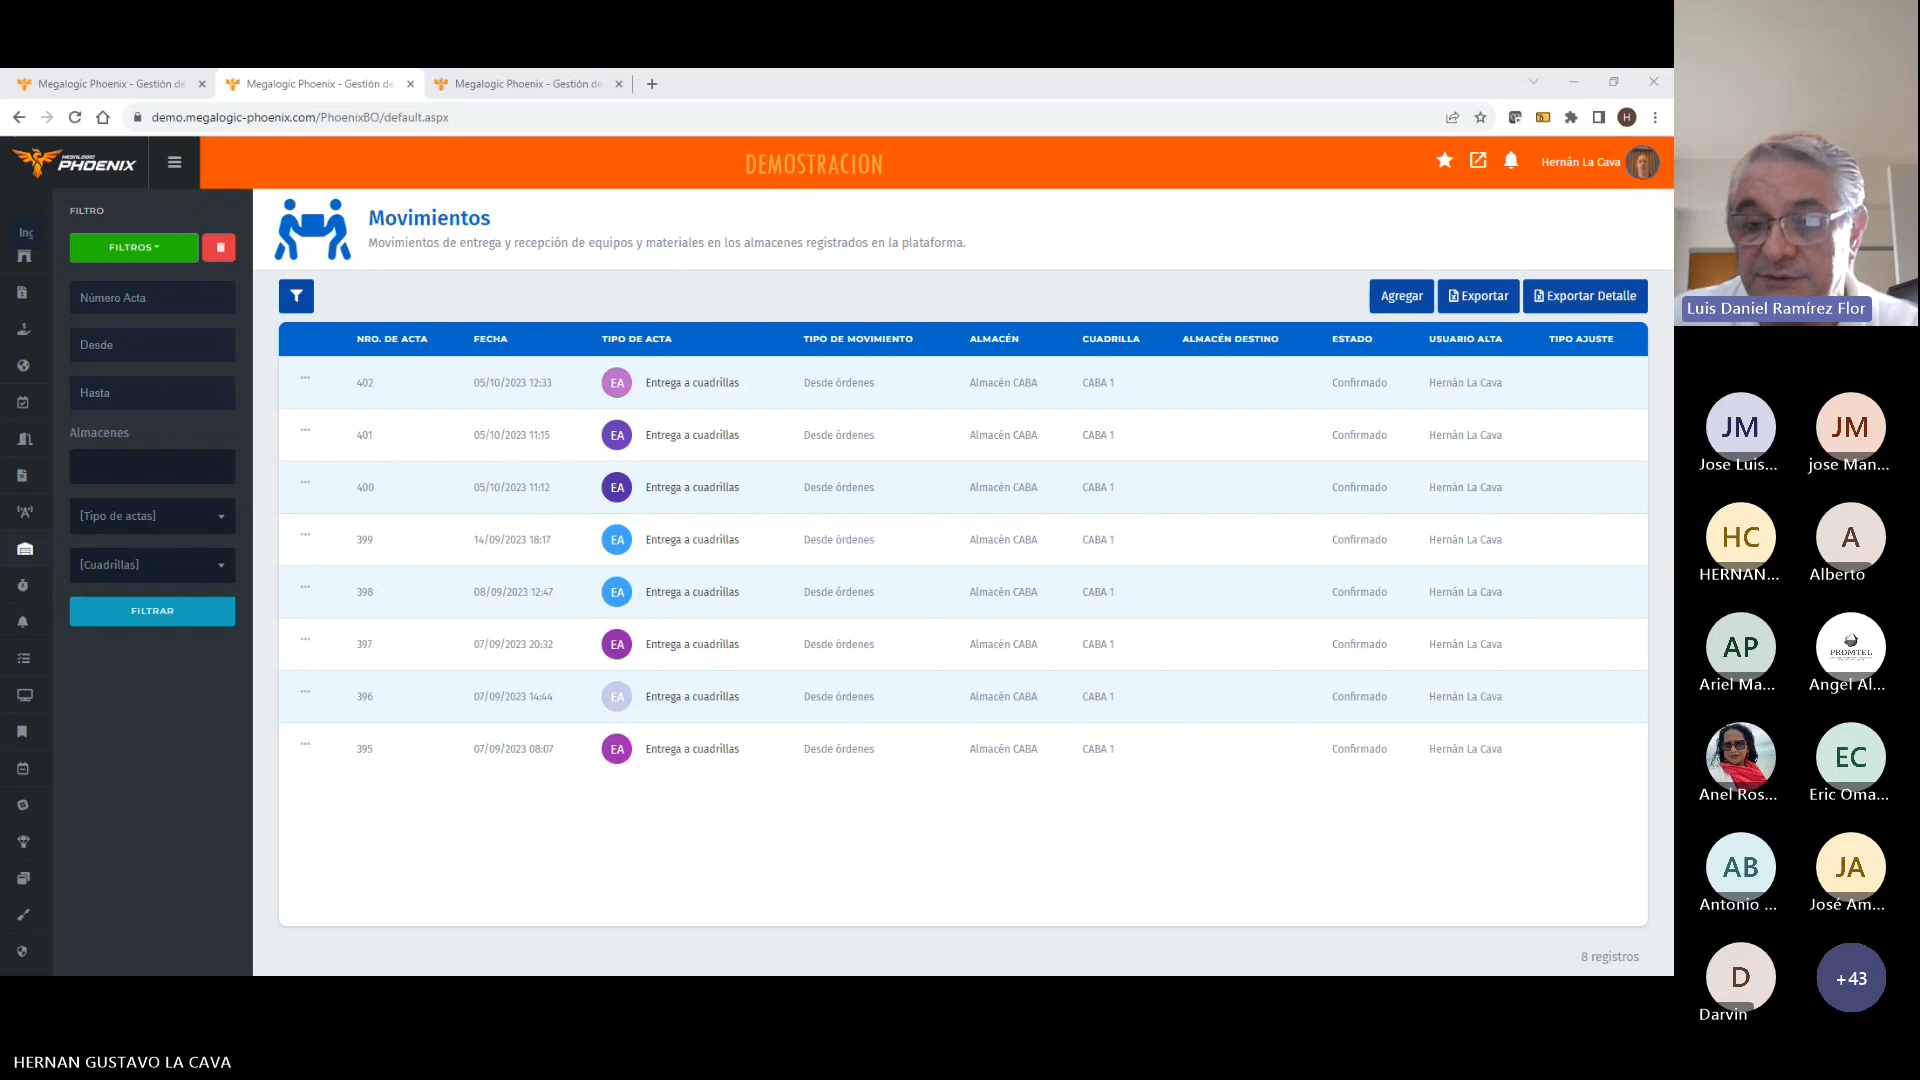 Megalogic Phoenix - Gestión de
Megalogic Phoenix - Gestión de
Megalogic Phoenix - Gestión de
demo.megalogic-phoenix.com/PhoenixBO/default.aspx
H
MEGALOGIC
PHOENIX
DEMOSTRACION
Hernán La Cava
FILTRO
Ing
FILTROS
Número Acta
Desde
Hasta
Almacenes
[Tipo de actas]
[Cuadrillas]
FILTRAR
Movimientos
Movimientos de entrega y recepción de equipos y materiales en los almacenes registrados en la plataforma.
Agregar Exportar Exportar Detalle
NRO. DE ACTA FECHA TIPO DE ACTA TIPO DE MOVIMIENTO ALMACÉN CUADRILLA ALMACÉN DESTINO ESTADO USUARIO ALTA TIPO AJUSTE
402 05/10/2023 12:33 EA Entrega a cuadrillas Desde órdenes Almacén CABA CABA 1 Confirmado Hernán La Cava
401 05/10/2023 11:15 EA Entrega a cuadrillas Desde órdenes Almacén CABA CABA 1 Confirmado Hernán La Cava
400 05/10/2023 11:12 EA Entrega a cuadrillas Desde órdenes Almacén CABA CABA 1 Confirmado Hernán La Cava
399 14/09/2023 18:17 EA Entrega a cuadrillas Desde órdenes Almacén CABA CABA 1 Confirmado Hernán La Cava
398 08/09/2023 12:47 EA Entrega a cuadrillas Desde órdenes Almacén CABA CABA 1 Confirmado Hernán La Cava
397 07/09/2023 20:32 EA Entrega a cuadrillas Desde órdenes Almacén CABA CABA 1 Confirmado Hernán La Cava
396 07/09/2023 14:44 EA Entrega a cuadrillas Desde órdenes Almacén CABA CABA 1 Confirmado Hernán La Cava
395 07/09/2023 08:07 EA Entrega a cuadrillas Desde órdenes Almacén CABA CABA 1 Confirmado Hernán La Cava
8 registros
Luis Daniel Ramírez Flor
JM JM
Jose Luis... jose Man...
HC A
HERNAN... Alberto
AP PROMTEL
Ariel Ma... Angel Al...
EC
Anel Ros... Eric Oma...
AB JA
Antonio ... José Am...
D +43
Darvin
HERNAN GUSTAVO LA CAVA